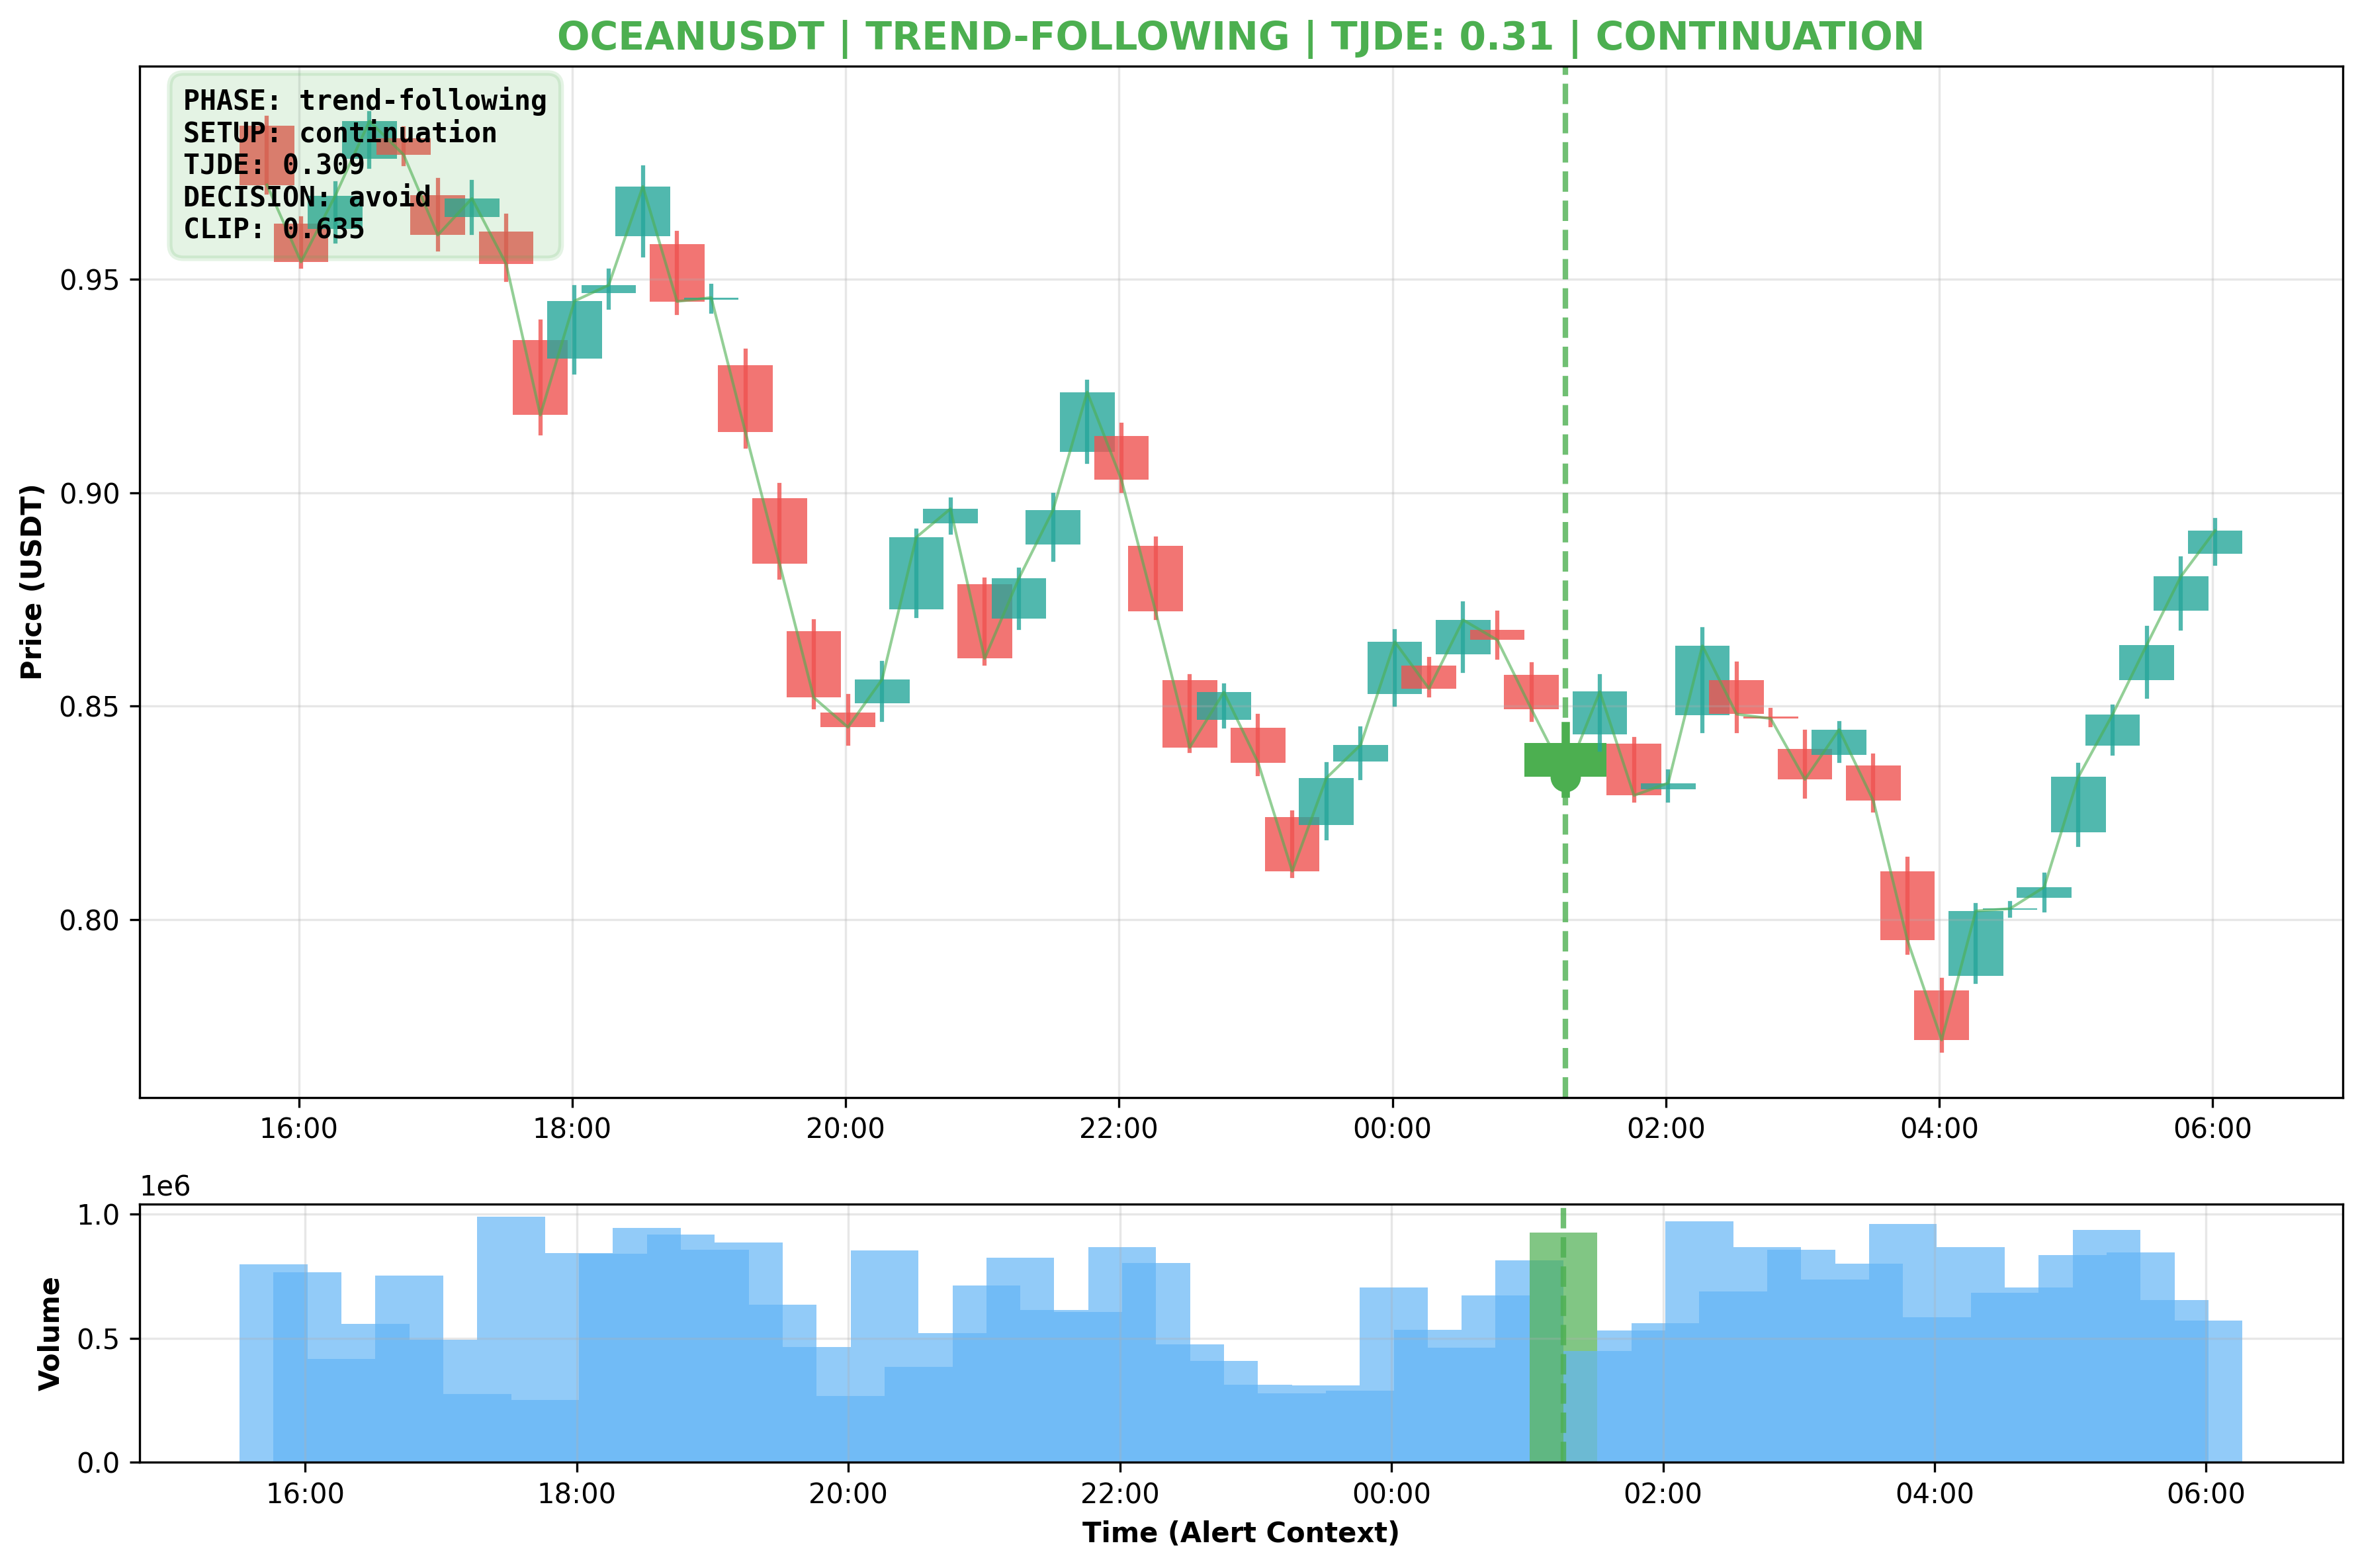 OCEANUSDT | TREND-FOLLOWING | TJDE: 0.31 | CONTINUATION
PHASE: trend-following
SETUP: continuation
TJDE: 0.309
DECISION: avoid
CLIP: 0.635
Price (USDT)
0.95
0.90
0.85
0.80
16:00 18:00 20:00 22:00 00:00 02:00 04:00 06:00
1e6
Volume
1.0
0.5
0.0
16:00 18:00 20:00 22:00 00:00 02:00 04:00 06:00
Time (Alert Context)